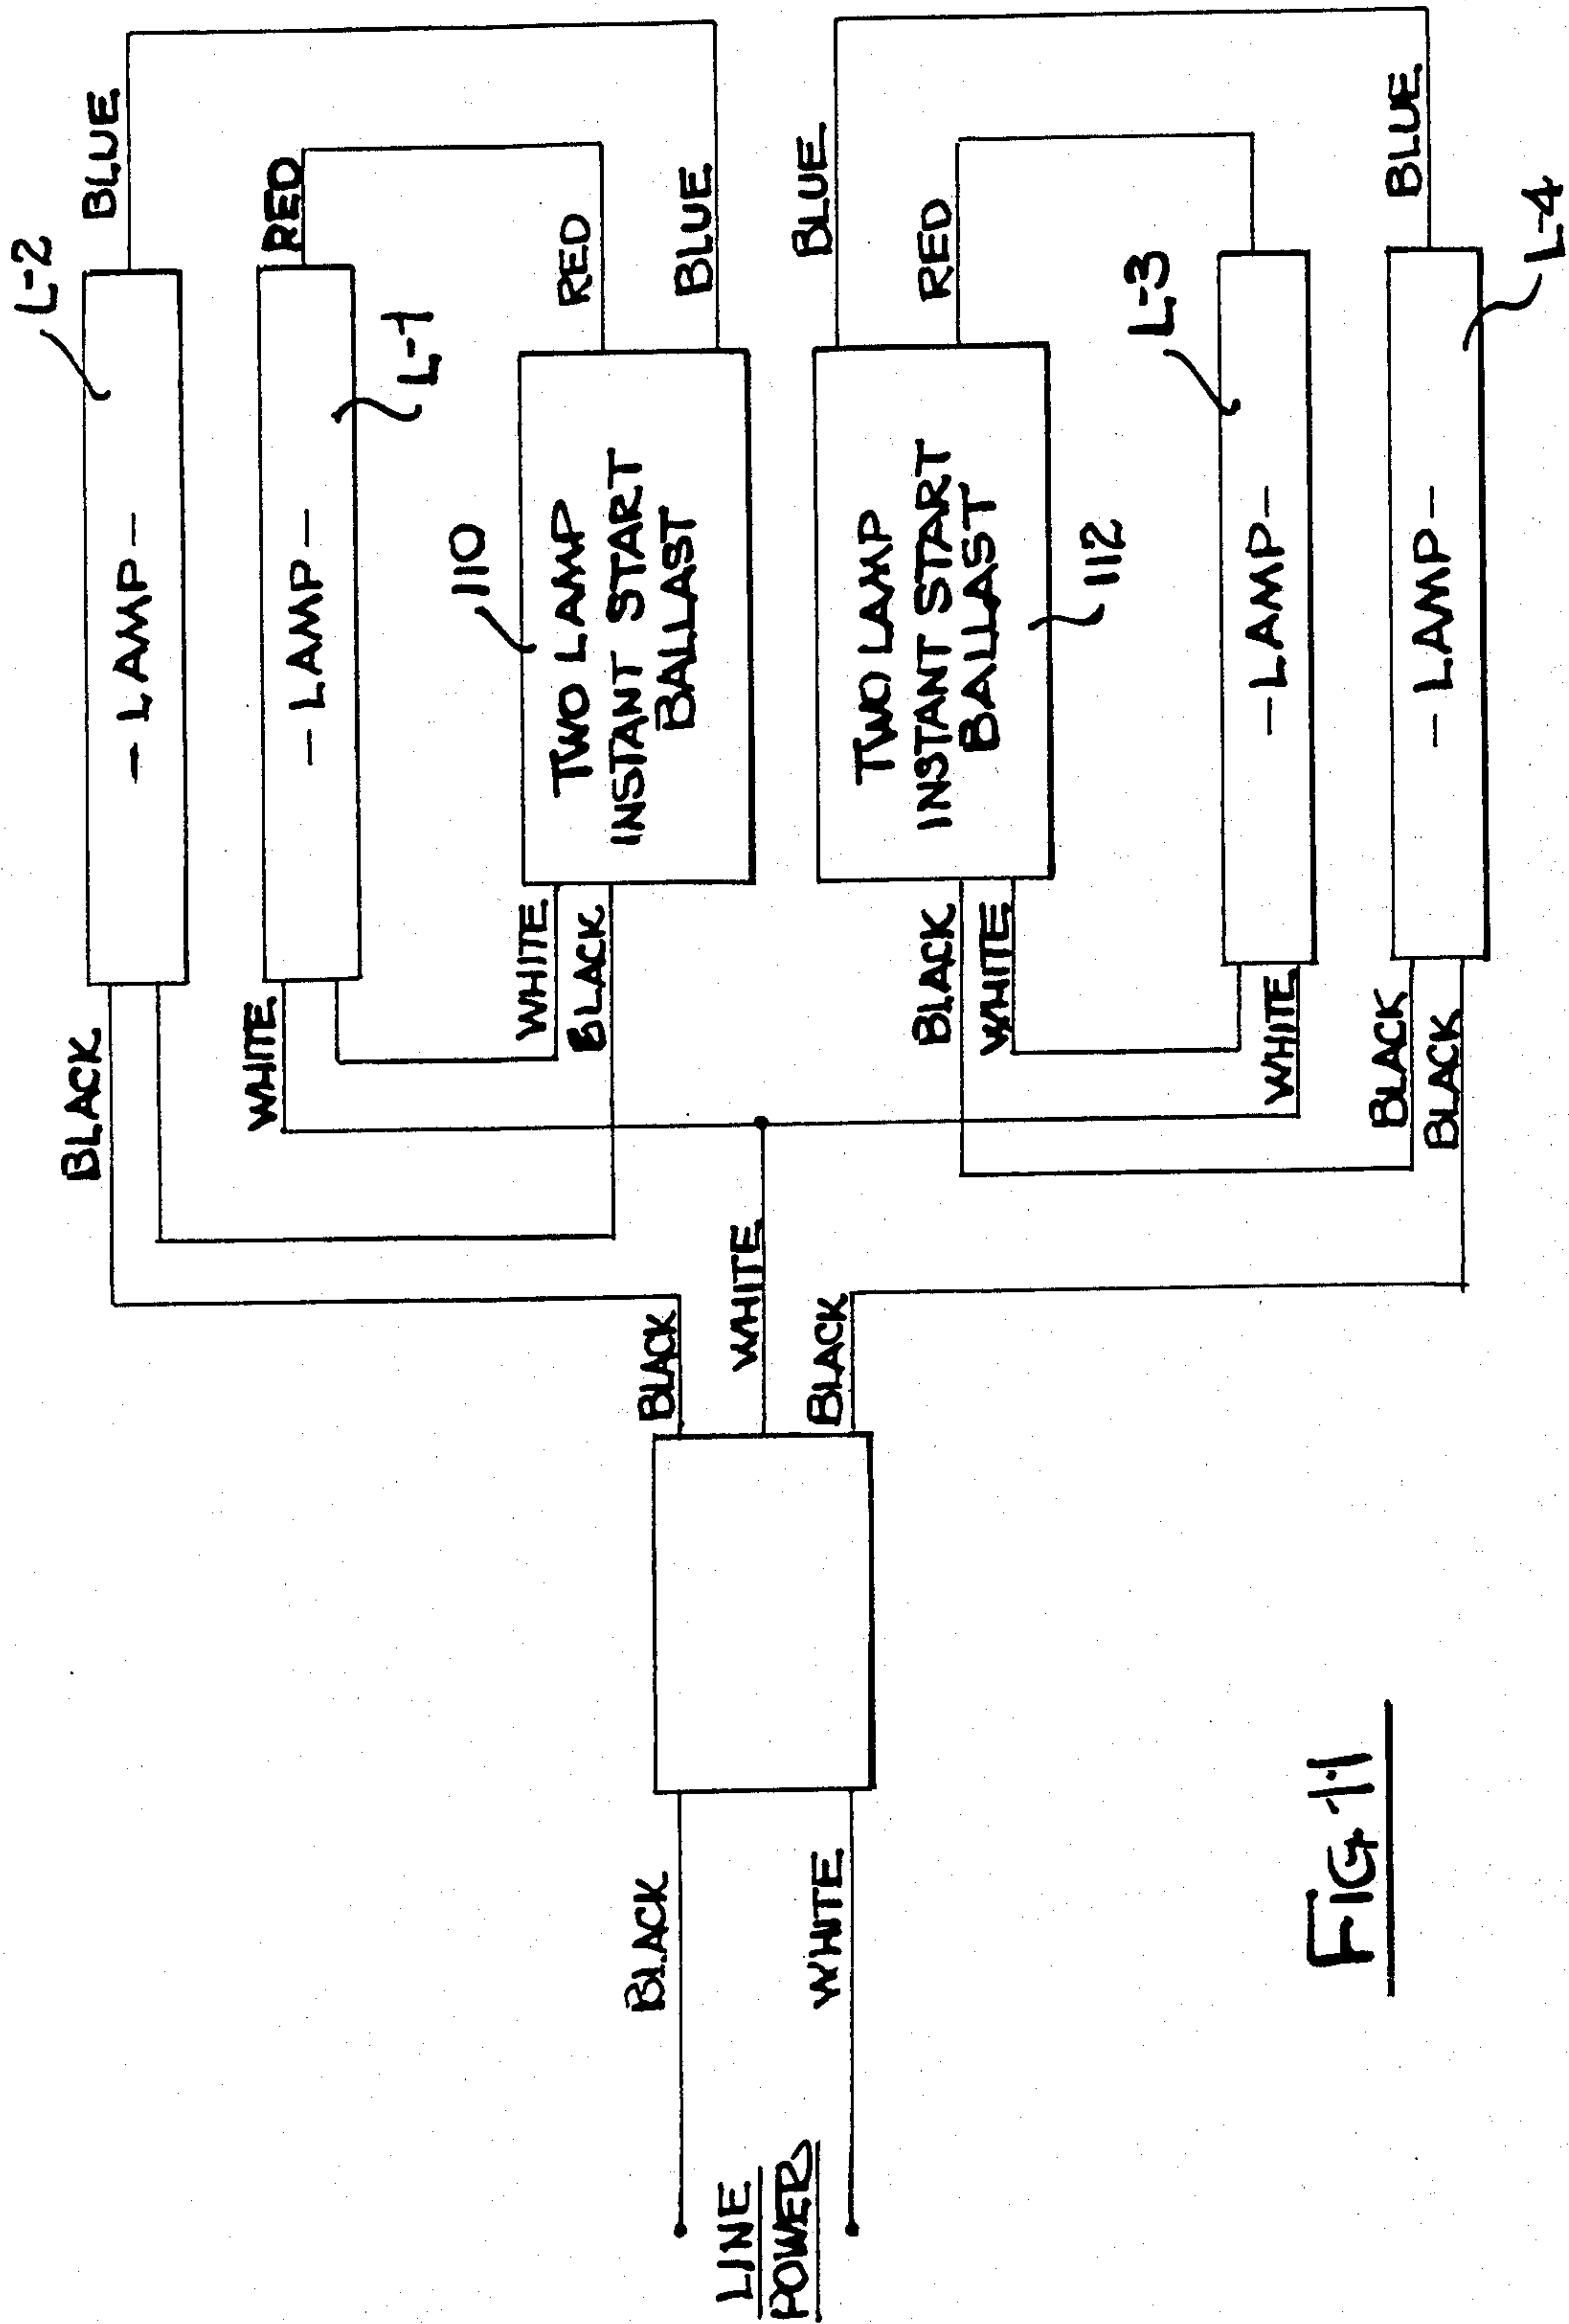 L-2
BLUE
- LAMP -
BLACK
RED
L-1
- LAMP -
WHITE
110
RED
BLUE
TWO LAMP
INSTANT START
BALLAST
WHITE
BLACK
BLUE
RED
TWO LAMP
INSTANT START
BALLAST
112
BLACK
WHITE
L-3
- LAMP -
WHITE
BLUE
L-4
- LAMP -
BLACK
BLACK
BLACK
WHITE
BLACK
BLACK
WHITE
LINE
POWER
FIG. 11